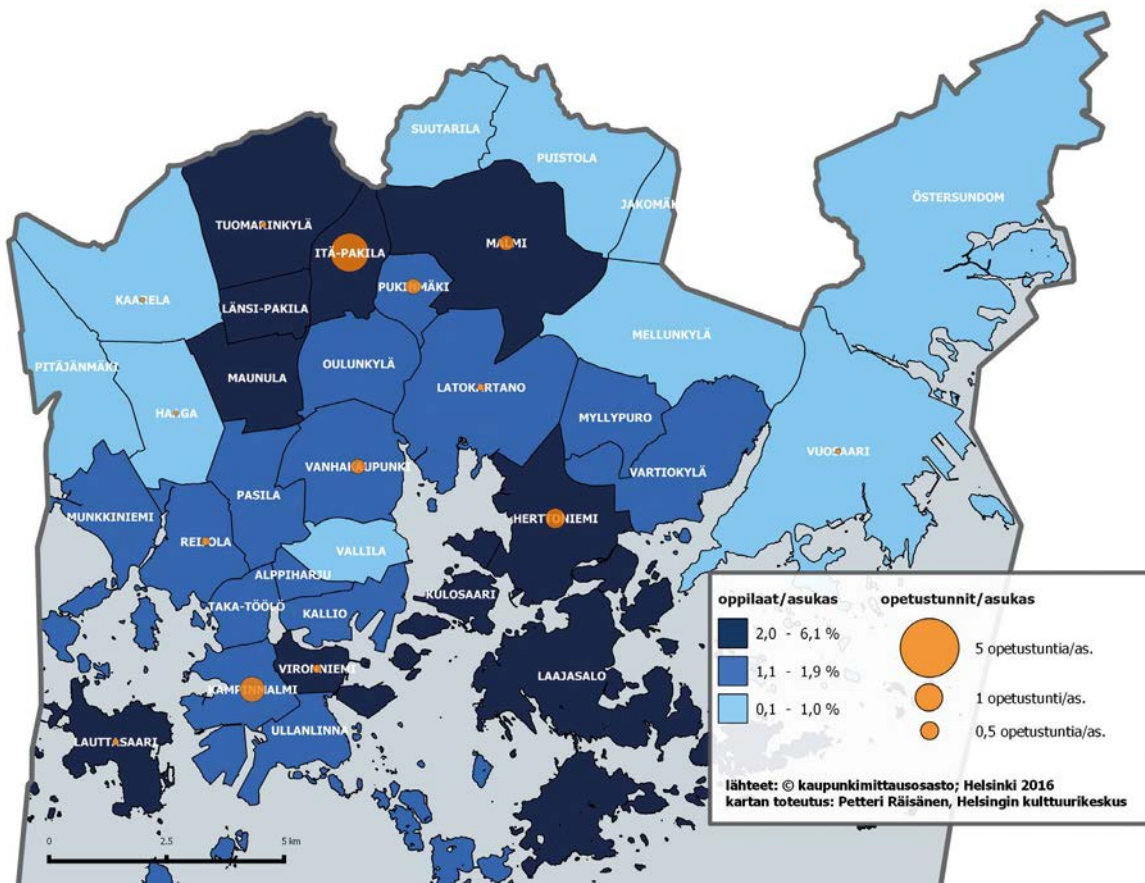 SUUTARILA
PUISTOLA
ÖSTERSUNDOM
JAKOMÄK
TUOMARINKYLÄ
MALMI
ITÄ-PAKILA
PUKINMÄKI
KAARELA
LÄNSI-PAKILA
MELLUNKYLÄ
PITÄJÄNMÄKI
OULUNKYLÄ
MAUNULA
LATOKARTANO
HAAGA
MYLLYPURO
VUOSAARI
VANHAKAUPUNKI
VARTIOKYLÄ
PASILA
MUNKKINIEMI
HERTTONIEMI
REIJOLA
VALLILA
ALPPIHARJU
KULOSAARI
TAKA-TÖÖLÖ
KALLIO
VIRONNIEMI
LAAJASALO
KAMPINMALMI
ULLANLINNA
LAUTTASAARI
oppilaat/asukas
2,0 - 6,1 %
1,1 - 1,9 %
0,1 - 1,0 %
opetustunnit/asukas
5 opetustuntia/as.
1 opetustunti/as.
0,5 opetustuntia/as.
lähteet: © kaupunkimittausosasto; Helsinki 2016
kartan toteutus: Petteri Räisänen, Helsingin kulttuurikeskus
0 2.5 5 km